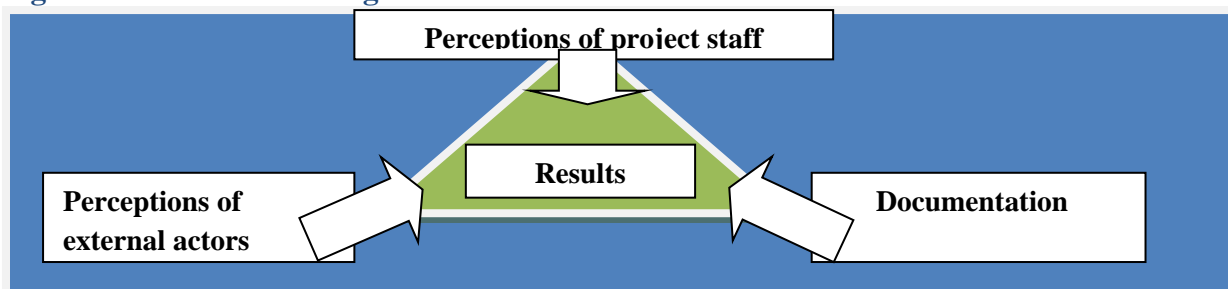 Perceptions of project staff
Results
Perceptions of
external actors
Documentation